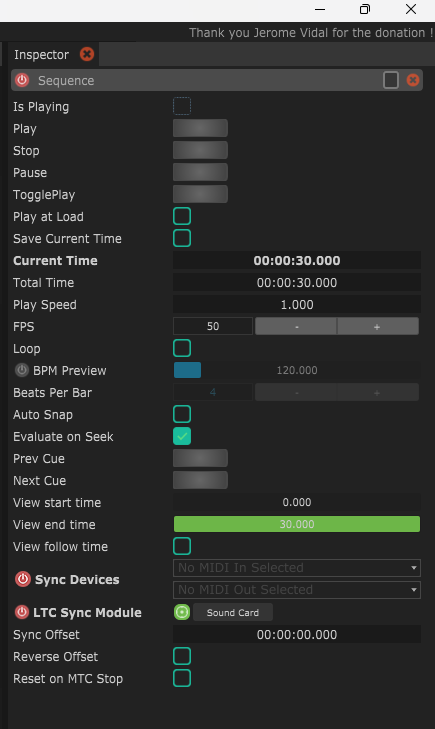 Thank you Jerome Vidal for the donation !
Inspector
Sequence
Is Playing
Play
Stop
Pause
TogglePlay
Play at Load
Save Current Time
Current Time 00:00:30.000
Total Time 00:00:30.000
Play Speed 1.000
FPS 50 - +
Loop
BPM Preview 120.000
Beats Per Bar 4 - +
Auto Snap
Evaluate on Seek
Prev Cue
Next Cue
View start time 0.000
View end time 30.000
View follow time
No MIDI In Selected
Sync Devices
No MIDI Out Selected
LTC Sync Module Sound Card
Sync Offset 00:00:00.000
Reverse Offset
Reset on MTC Stop